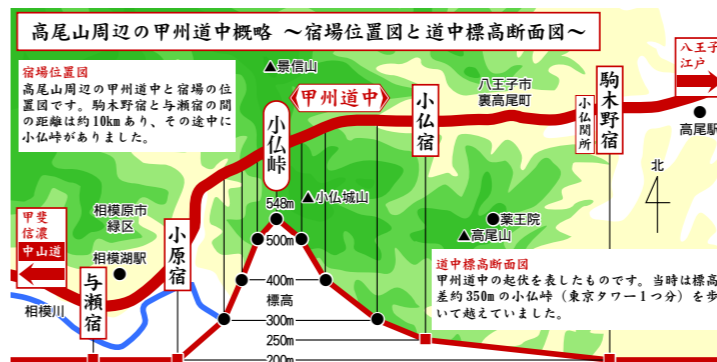 高尾山周辺の甲州道中概略 ～宿場位置図と道中標高断面図～
宿場位置図
高尾山周辺の甲州道中と宿場の位
置図です。駒木野宿と与瀬宿の間
の距離は約10kmあり、その途中に
小仏峠がありました。
▲景信山
甲州道中
八王子市
裏高尾町
八王子
江戸
高尾駅
駒木野宿
小仏関所
小仏宿
小仏峠
北
▲小仏城山
薬王院
▲高尾山
相模原市
緑区
相模湖駅
小原宿
与瀬宿
甲斐
信濃
中山道
相模川
548m
500m
400m
標高
300m
250m
200m
道中標高断面図
甲州道中の起伏を表したものです。当時は標高
差約350mの小仏峠（東京タワー1つ分）を歩
いて越えていました。